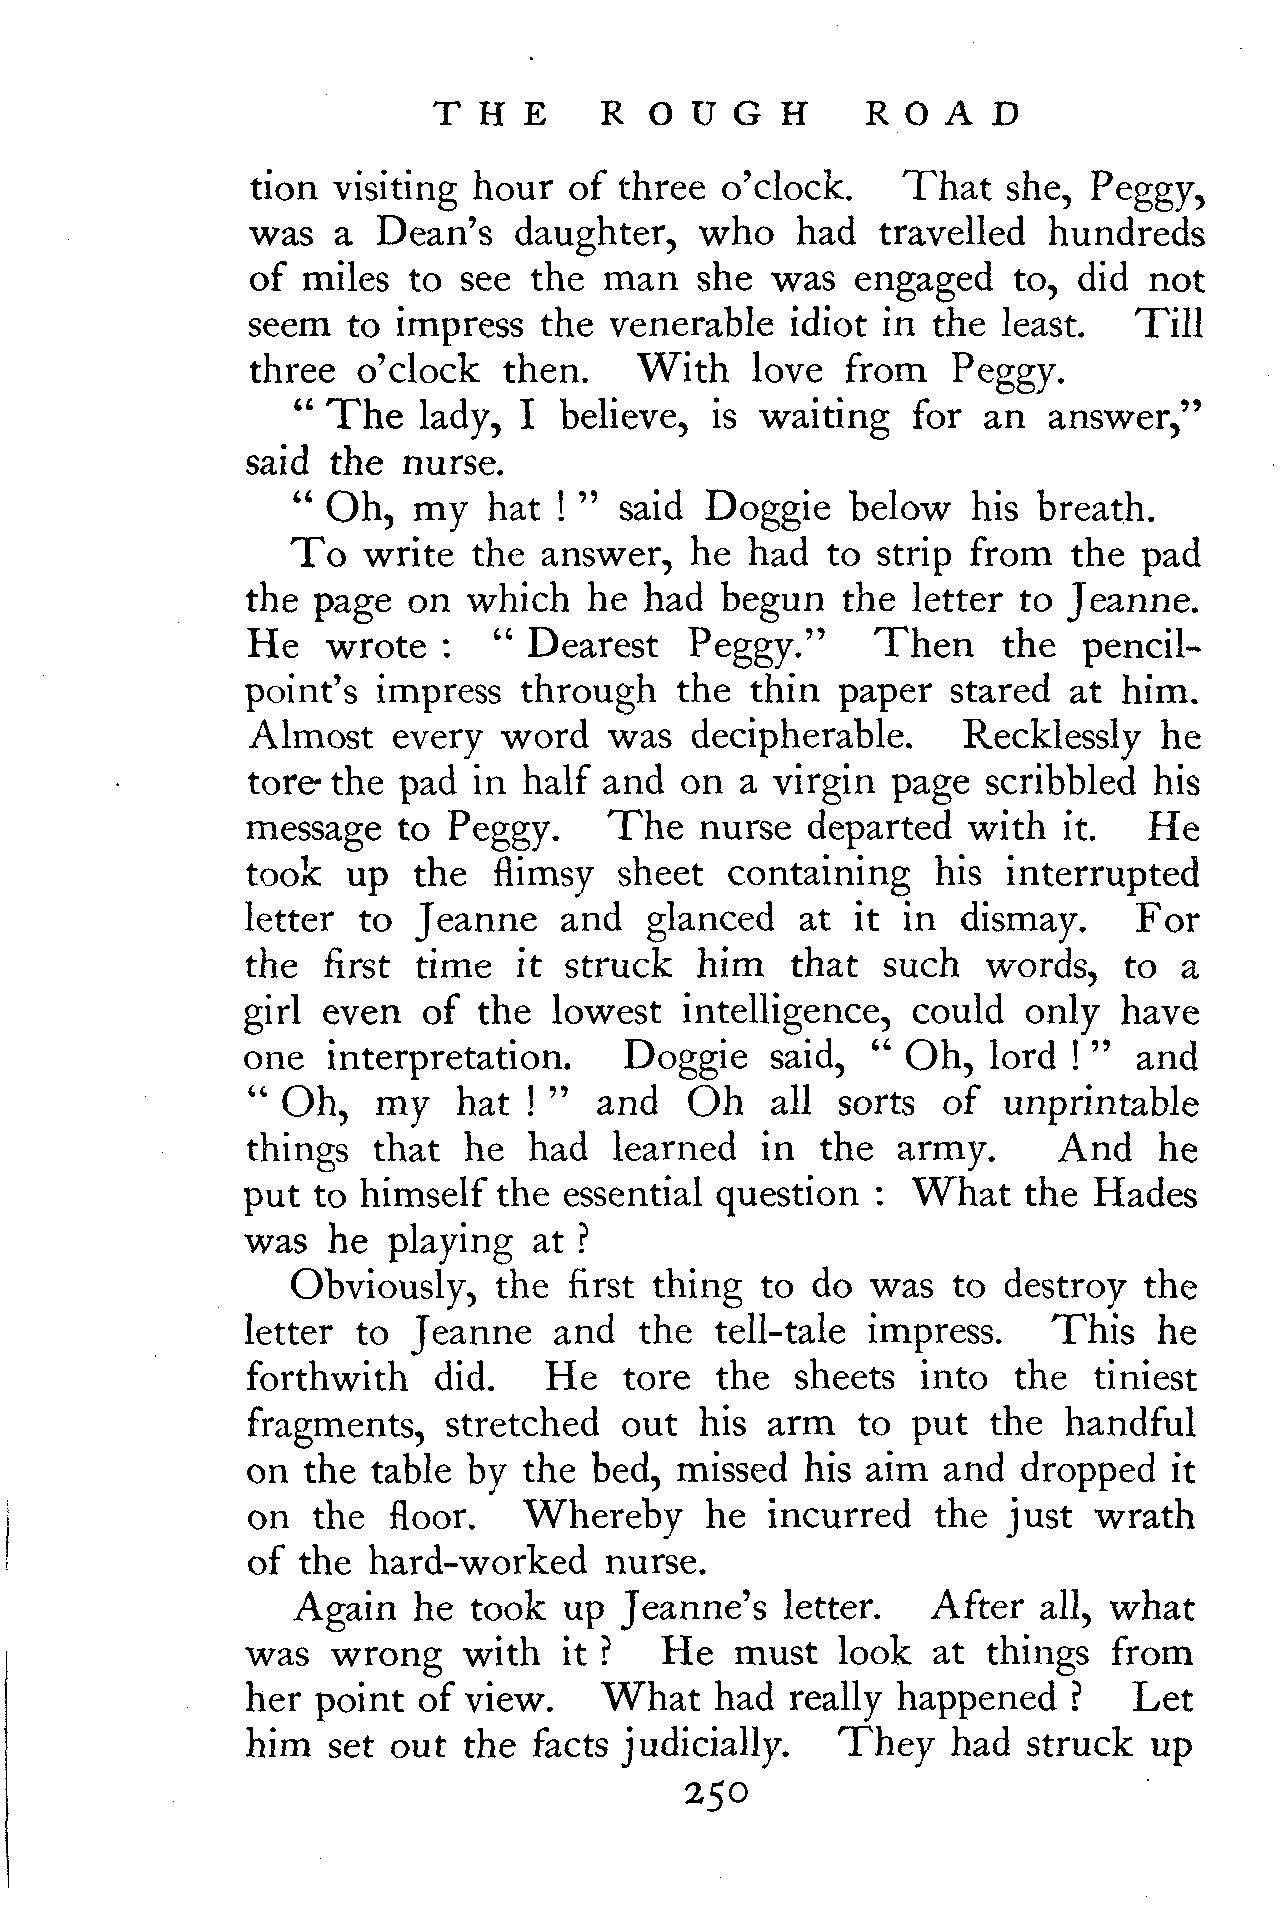 THE ROUGH ROAD
tion visiting hour of three o'clock. That she, Peggy,
was a Dean's daughter, who had travelled hundreds
of miles to see the man she was engaged to, did not
seem to impress the venerable idiot in the least. Till
three o'clock then. With love from Peggy.
“ The lady, I believe, is waiting for an answer,”
said the nurse.
“ Oh, my hat ! ” said Doggie below his breath.
To write the answer, he had to strip from the pad
the page on which he had begun the letter to Jeanne.
He wrote : “ Dearest Peggy.” Then the pencil-
point's impress through the thin paper stared at him.
Almost every word was decipherable. Recklessly he
tore the pad in half and on a virgin page scribbled his
message to Peggy. The nurse departed with it. He
took up the flimsy sheet containing his interrupted
letter to Jeanne and glanced at it in dismay. For
the first time it struck him that such words, to a
girl even of the lowest intelligence, could only have
one interpretation. Doggie said, “ Oh, lord ! ” and
“ Oh, my hat ! ” and Oh all sorts of unprintable
things that he had learned in the army. And he
put to himself the essential question : What the Hades
was he playing at ?
Obviously, the first thing to do was to destroy the
letter to Jeanne and the tell-tale impress. This he
forthwith did. He tore the sheets into the tiniest
fragments, stretched out his arm to put the handful
on the table by the bed, missed his aim and dropped it
on the floor. Whereby he incurred the just wrath
of the hard-worked nurse.
Again he took up Jeanne's letter. After all, what
was wrong with it ? He must look at things from
her point of view. What had really happened ? Let
him set out the facts judicially. They had struck up
250